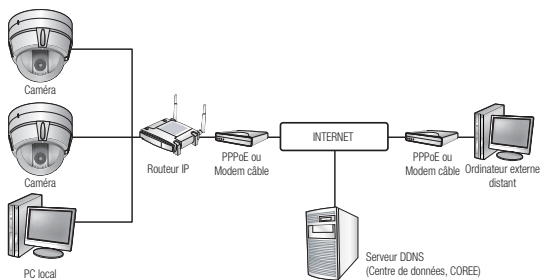 Caméra
Caméra
PC local
Routeur IP
PPPoE ou
Modem câble
INTERNET
PPPoE ou
Modem câble
Ordinateur externe
distant
Serveur DDNS
(Centre de données, COREE)